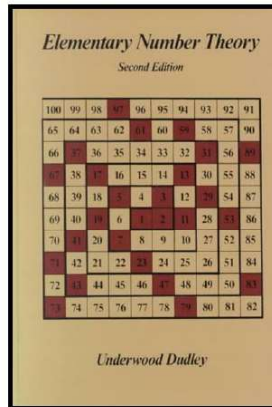 Elementary Number Theory
Second Edition
100 99 98 97 96 95 94 93 92 91
65 64 63 62 61 60 59 58 57 90
66 37 36 35 34 33 32 31 56 89
67 38 17 16 15 14 13 30 55 88
68 39 18 5 4 3 12 29 54 87
69 40 19 6 1 2 11 28 53 86
70 41 20 7 8 9 10 27 52 85
71 42 21 22 23 24 25 26 51 84
72 43 44 45 46 47 48 49 50 83
73 74 75 76 77 78 79 80 81 82
Underwood Dudley